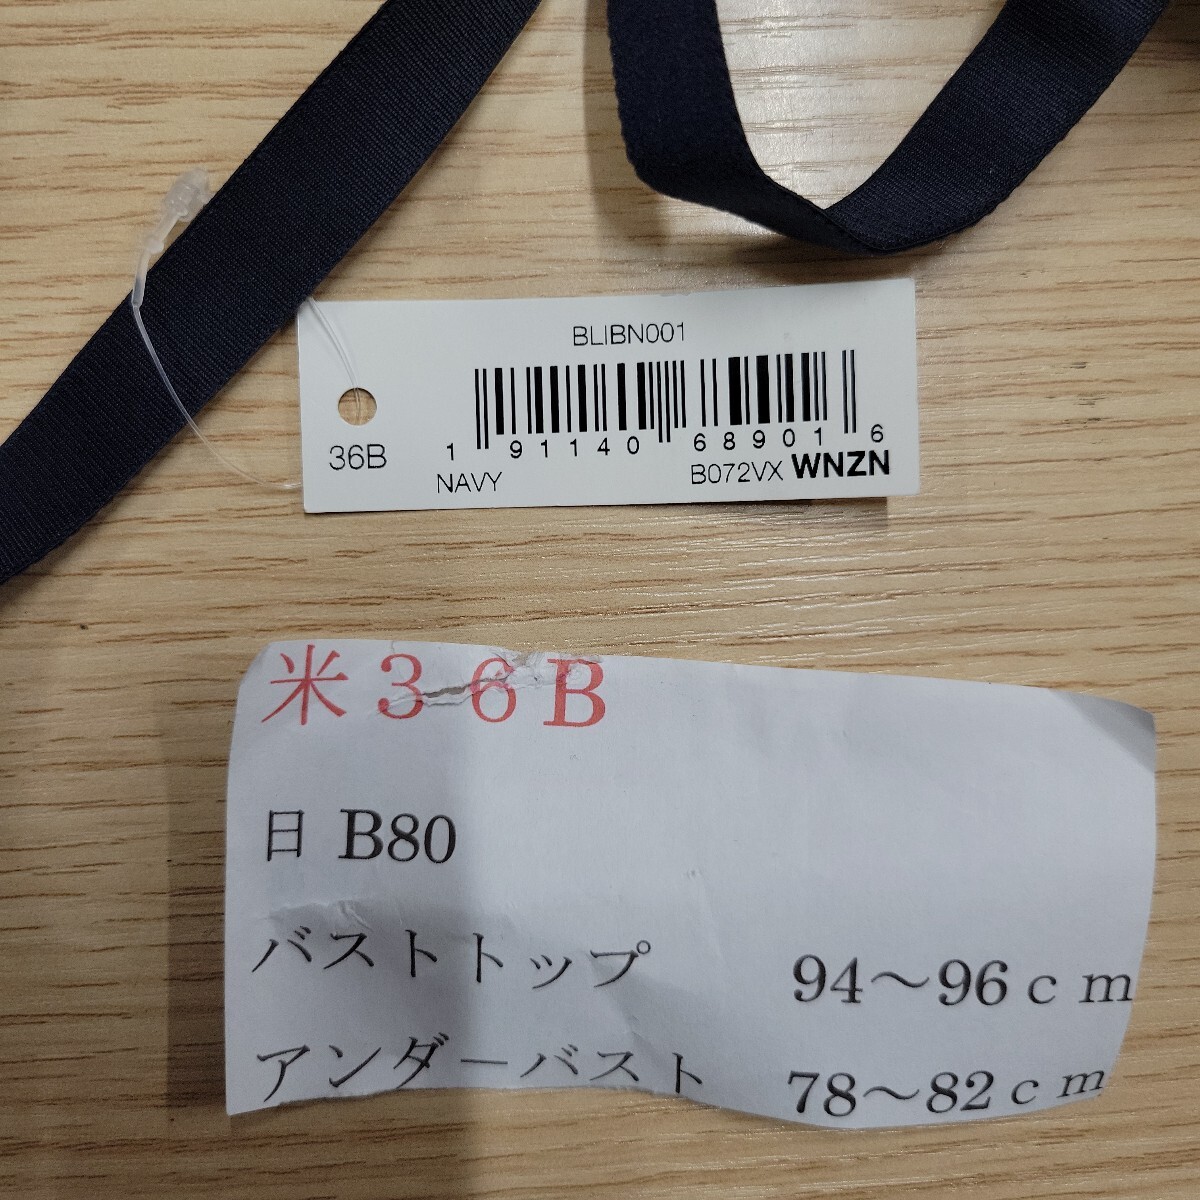 BLIBN001
1 91140 68901 6
36B
NAVY
B072VX WNZN
米36B
日 B80
バストトップ 94～96cm
アンダーバスト 78～82cm